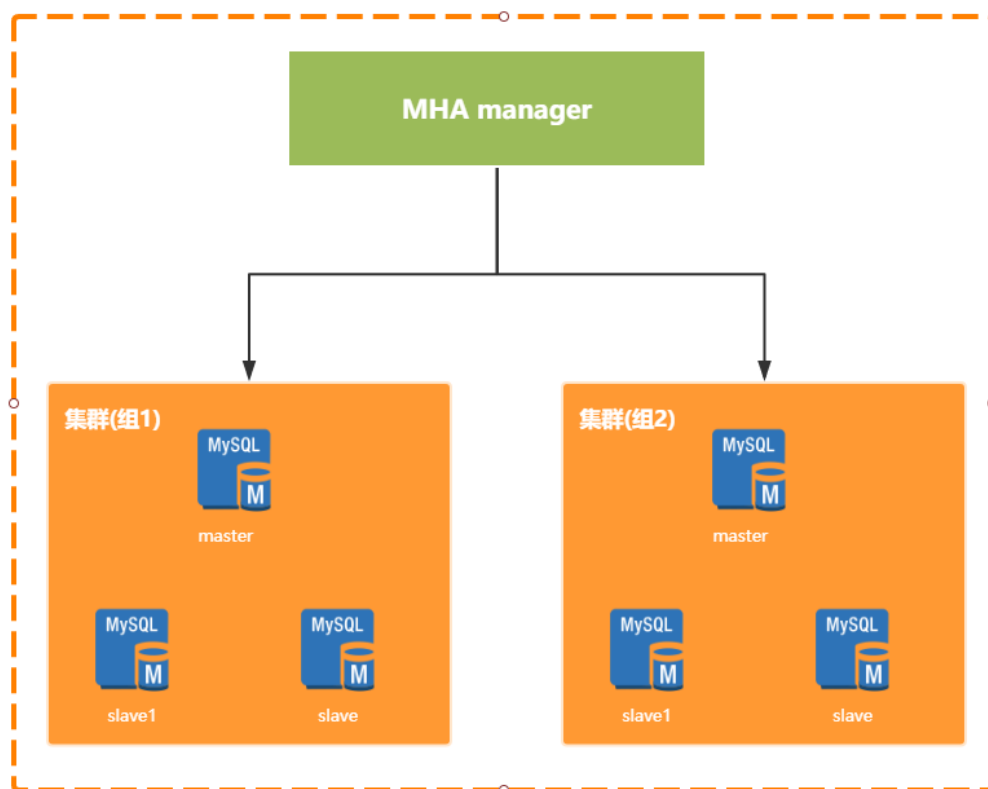 MHA manager
集群(组1)
MySQL
M
master
MySQL
M
slave1
MySQL
M
slave
集群(组2)
MySQL
M
master
MySQL
M
slave1
MySQL
M
slave